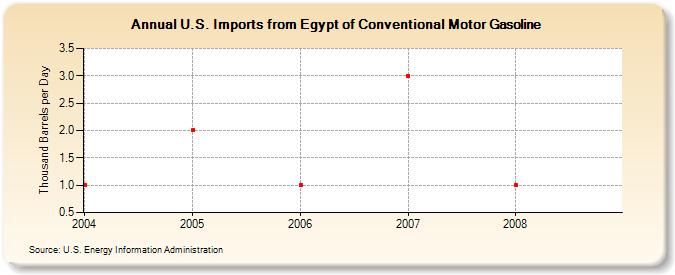 Annual U.S. Imports from Egypt of Conventional Motor Gasoline
Thousand Barrels per Day
3.5
3.0
2.5
2.0
1.5
1.0
0.5
2004 2005 2006 2007 2008
Source: U.S. Energy Information Administration